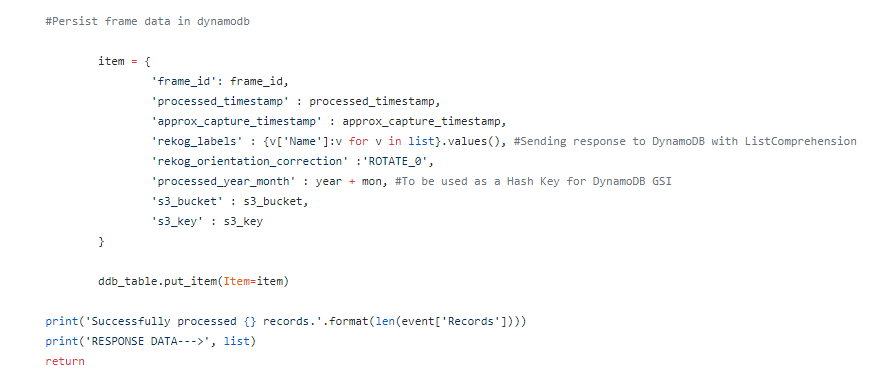 #Persist frame data in dynamodb
item = {
'frame_id': frame_id,
'processed_timestamp' : processed_timestamp,
'approx_capture_timestamp' : approx_capture_timestamp,
'rekog_labels' : {v['Name']:v for v in list}.values(), #Sending response to DynamoDB with ListComprehension
'rekog_orientation_correction' :'ROTATE_0',
'processed_year_month' : year + mon, #To be used as a Hash Key for DynamoDB GSI
's3_bucket' : s3_bucket,
's3_key' : s3_key
}
ddb_table.put_item(Item=item)
print('Successfully processed {} records.'.format(len(event['Records'])))
print('RESPONSE DATA--->', list)
return